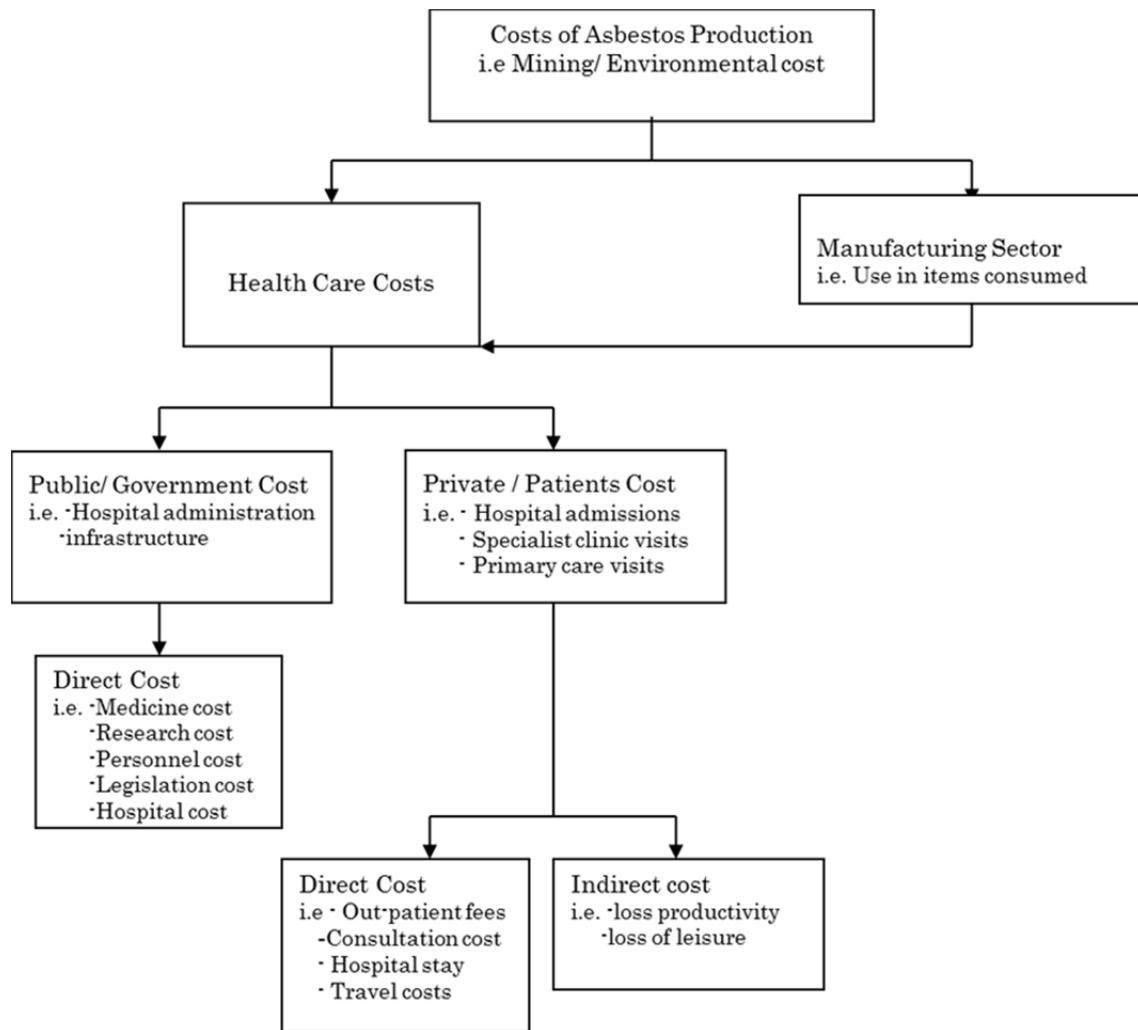 Costs of Asbestos Production
i.e Mining/ Environmental cost
Health Care Costs
Manufacturing Sector
i.e. Use in items consumed
Public/ Government Cost
i.e. -Hospital administration
-infrastructure
Private / Patients Cost
i.e. - Hospital admissions
- Specialist clinic visits
- Primary care visits
Direct Cost
i.e. -Medicine cost
-Research cost
-Personnel cost
-Legislation cost
-Hospital cost
Direct Cost
i.e - Out-patient fees
-Consultation cost
- Hospital stay
- Travel costs
Indirect cost
i.e. -loss productivity
-loss of leisure